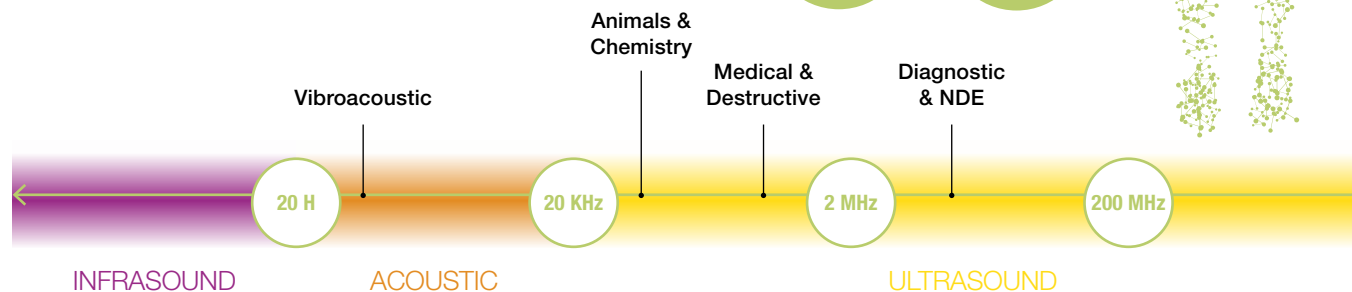 Animals &
Chemistry
Medical &
Destructive
Diagnostic
& NDE
Vibroacoustic
20 H
20 KHz
2 MHz
200 MHz
INFRASOUND
ACOUSTIC
ULTRASOUND